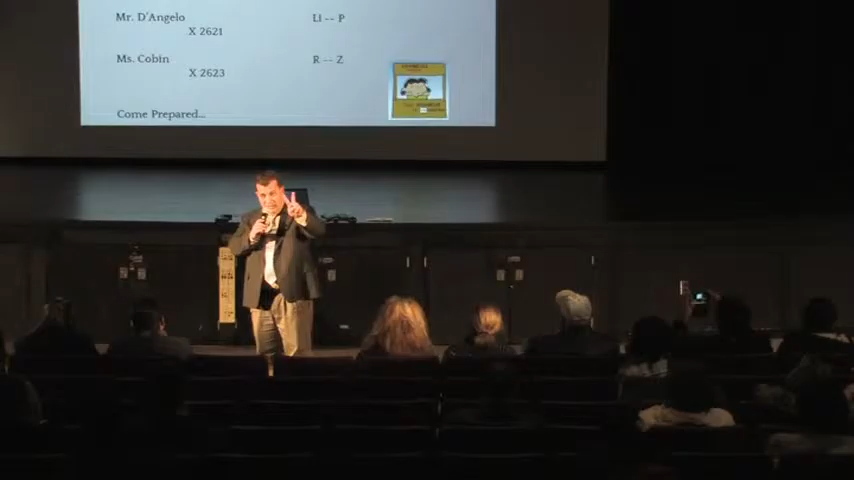 Mr. D'Angelo
X 2621
Li -- P
Ms. Cobin
X 2623
R -- Z
Come Prepared...